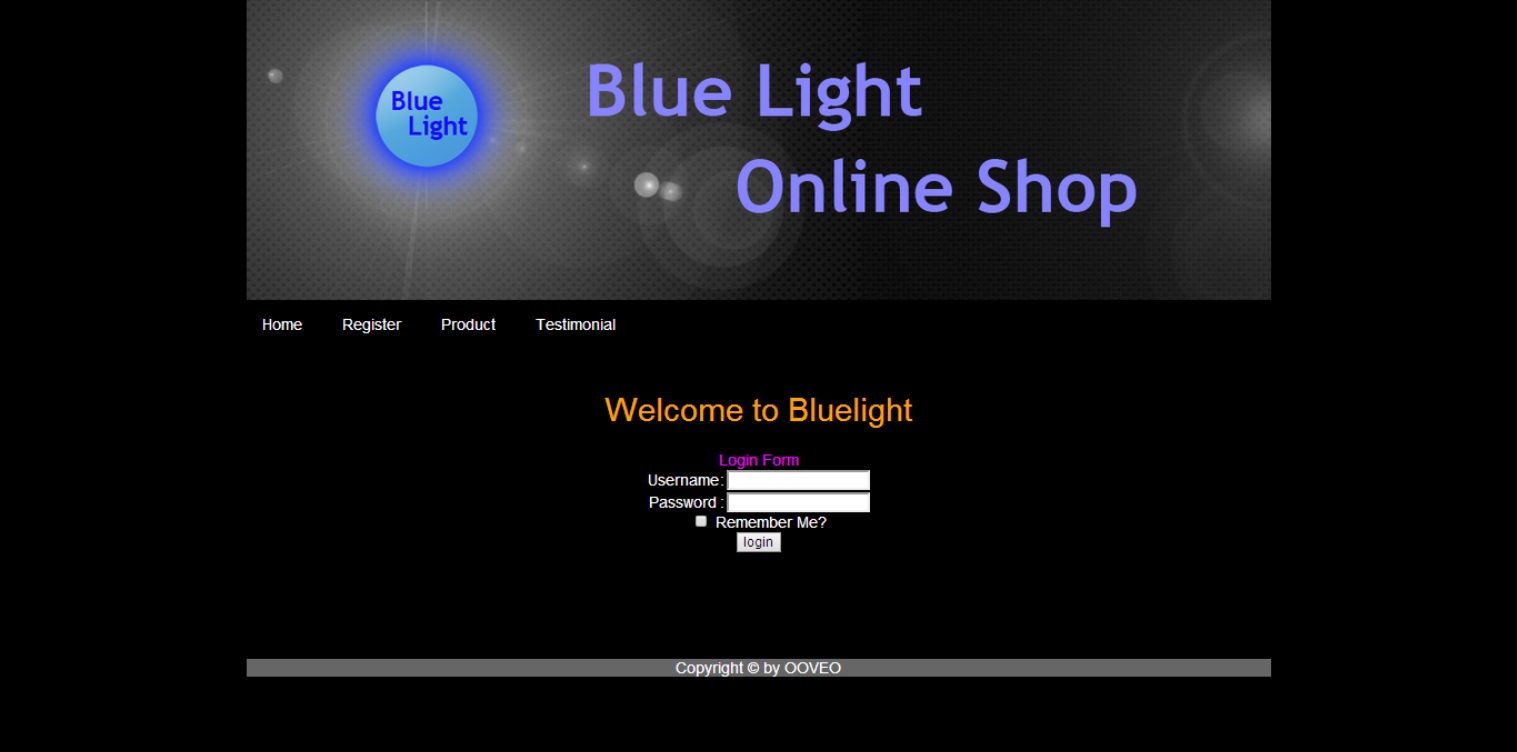 Blue
Light
Blue Light
Online Shop
Home Register Product Testimonial
Welcome to Bluelight
Login Form
Username:
Password :
Remember Me?
login
Copyright © by OOVEO